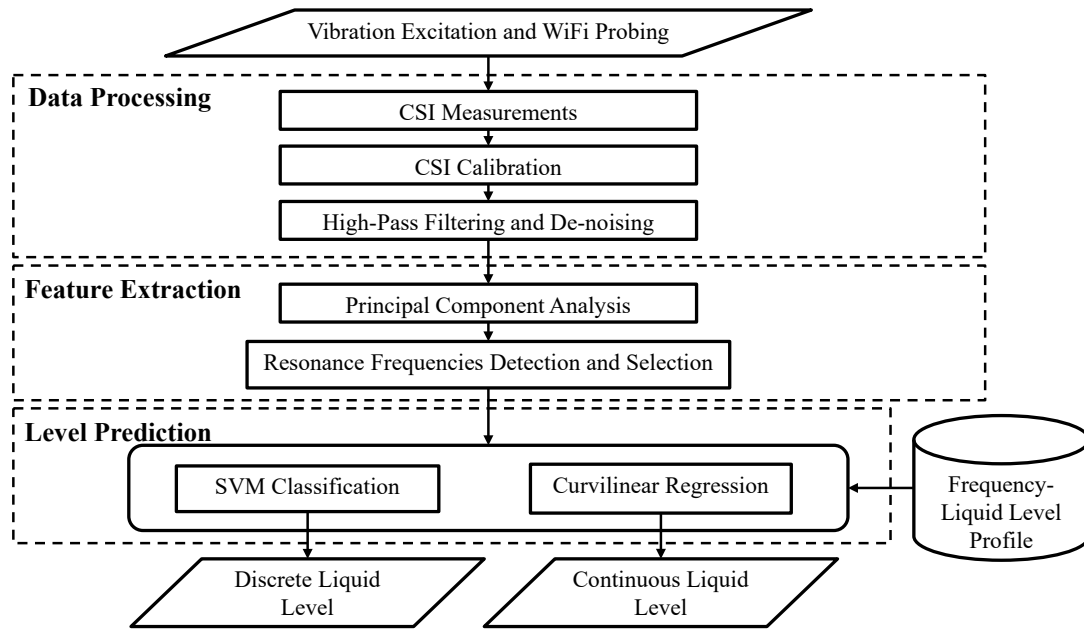 Vibration Excitation and WiFi Probing
Data Processing
CSI Measurements
CSI Calibration
High-Pass Filtering and De-noising
Feature Extraction
Principal Component Analysis
Resonance Frequencies Detection and Selection
Level Prediction
SVM Classification
Curvilinear Regression
Frequency-
Liquid Level
Profile
Discrete Liquid
Level
Continuous Liquid
Level